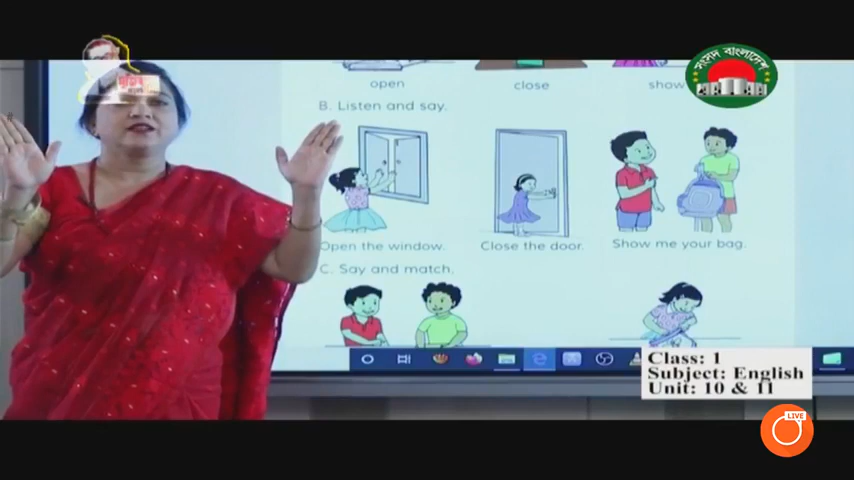 open
close
show
সংসদ বাংলাদেশ
B. Listen and say.
Open the window.
Close the door.
Show me your bag.
C. Say and match.
Class: 1
Subject: English
Unit: 10 & 11
LIVE